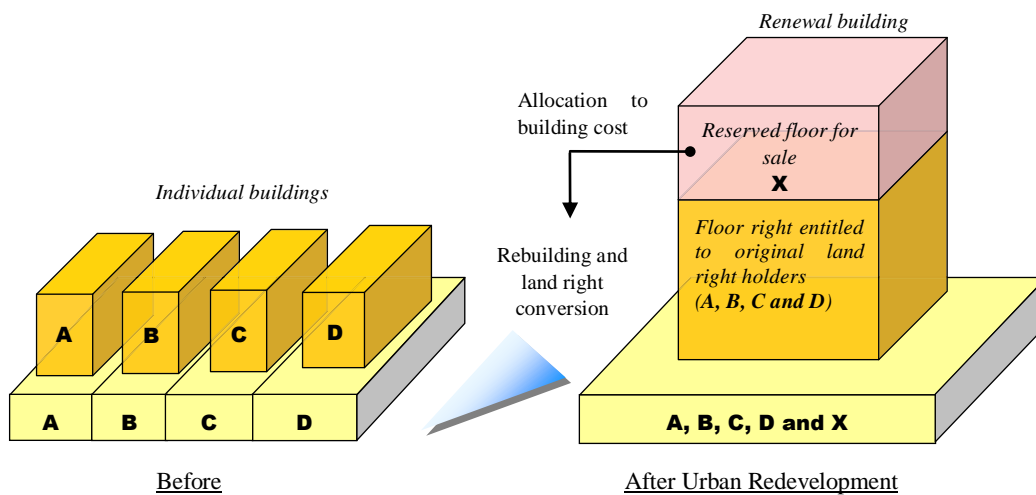 Renewal building
Allocation to
building cost
Reserved floor for
sale
X
Individual buildings
Floor right entitled
to original land
right holders
(A, B, C and D)
Rebuilding and
land right
conversion
A
B
C
D
A
B
C
D
A, B, C, D and X
Before
After Urban Redevelopment